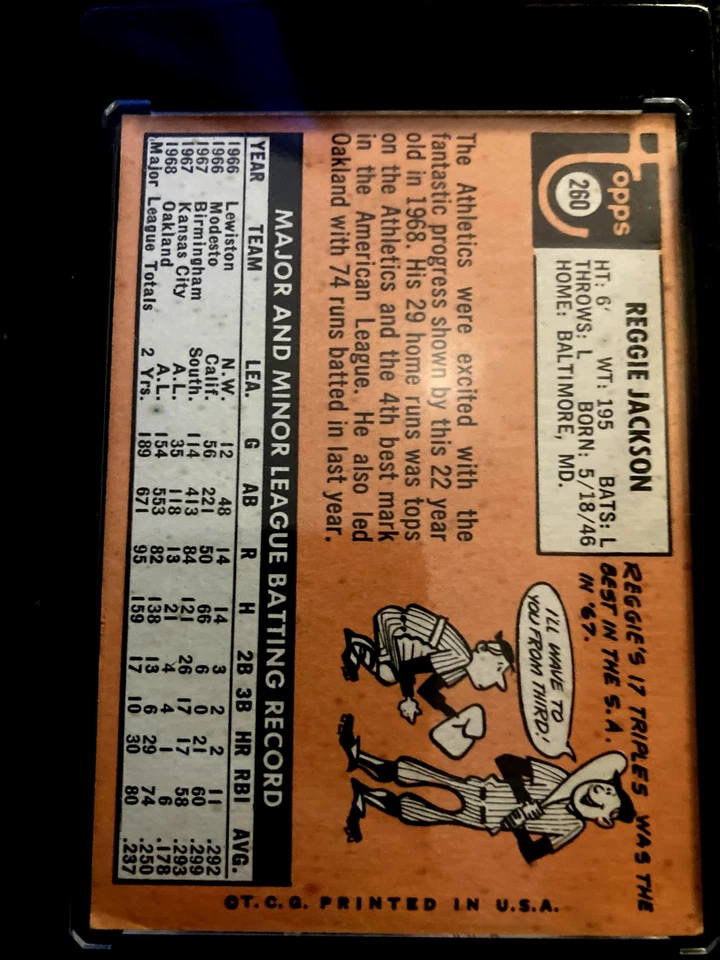 Topps
260
REGGIE JACKSON
HT: 6' WT: 195 BATS: L
THROWS: L BORN: 5/18/46
HOME: BALTIMORE, MD.
REGGIE'S 17 TRIPLES WAS THE
BEST IN THE S.A.
IN '67.
I'LL WAVE TO
YOU FROM THIRD!
The Athletics were excited with the
fantastic progress shown by this 22 year
old in 1968. His 29 home runs was tops
on the Athletics and the 4th best mark
in the American League. He also led
Oakland with 74 runs batted in last year.
MAJOR AND MINOR LEAGUE BATTING RECORD
YEAR TEAM LEA. G AB R H 2B 3B HR RBI AVG.
1966 Lewiston N.W. 12 48 14 14 3 2 2 11 .292
1966 Modesto Calif. 56 221 50 66 6 0 21 60 .299
1967 Birmingham South. 114 413 84 121 26 17 17 58 .293
1967 Kansas City A.L. 35 118 13 21 4 4 1 6 .178
1968 Oakland A.L. 154 553 82 138 13 6 29 74 .250
Major League Totals 2 Yrs. 189 671 95 159 17 10 30 80 .237
©T.C.G. PRINTED IN U.S.A.